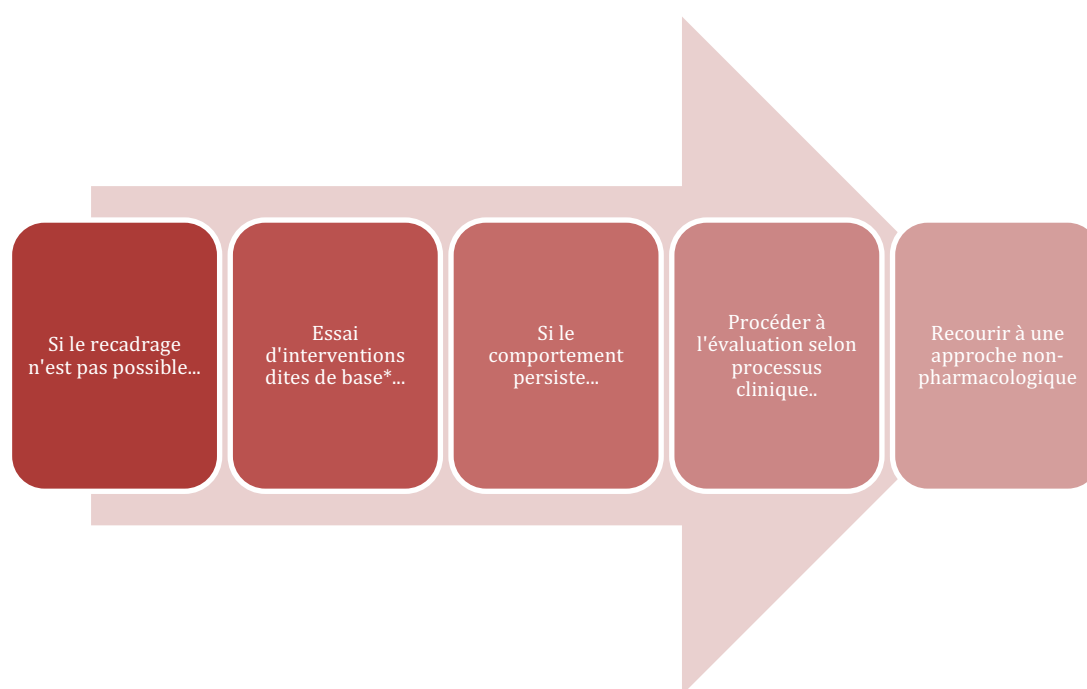 Si le recadrage
n'est pas possible...
Essai
d'interventions
dites de base*...
Si le
comportement
persiste...
Procéder à
l'évaluation selon
processus
clinique..
Recourir à une
approche non-
pharmacologique